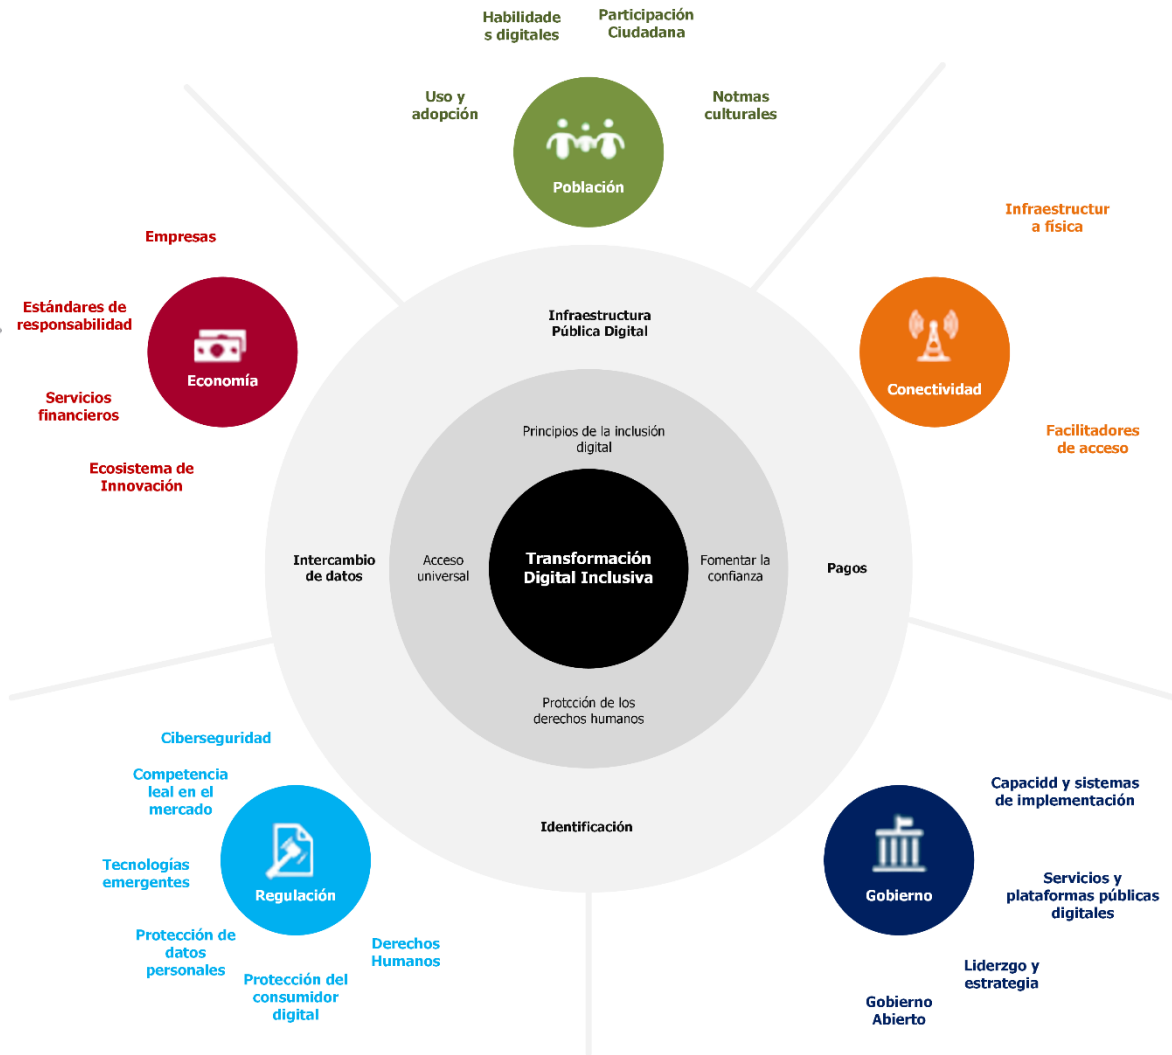 Habilidade
s digitales
Participación
Ciudadana
Uso y
adopción
Notmas
culturales
Población
Infraestructur
a física
Conectividad
Facilitadores
de acceso
Empresas
Estándares de
responsabilidad
Economía
Servicios
financieros
Ecosistema de
Innovación
Infraestructura
Pública Digital
Principios de la inclusión
digital
Intercambio
de datos
Acceso
universal
Transformación
Digital Inclusiva
Fomentar la
confianza
Pagos
Protcción de los
derechos humanos
Identificación
Ciberseguridad
Competencia
leal en el
mercado
Tecnologías
emergentes
Regulación
Protección de
datos
personales
Protección del
consumidor
digital
Derechos
Humanos
Capacidd y sistemas
de implementación
Gobierno
Servicios y
plataformas públicas
digitales
Liderzgo y
estrategia
Gobierno
Abierto